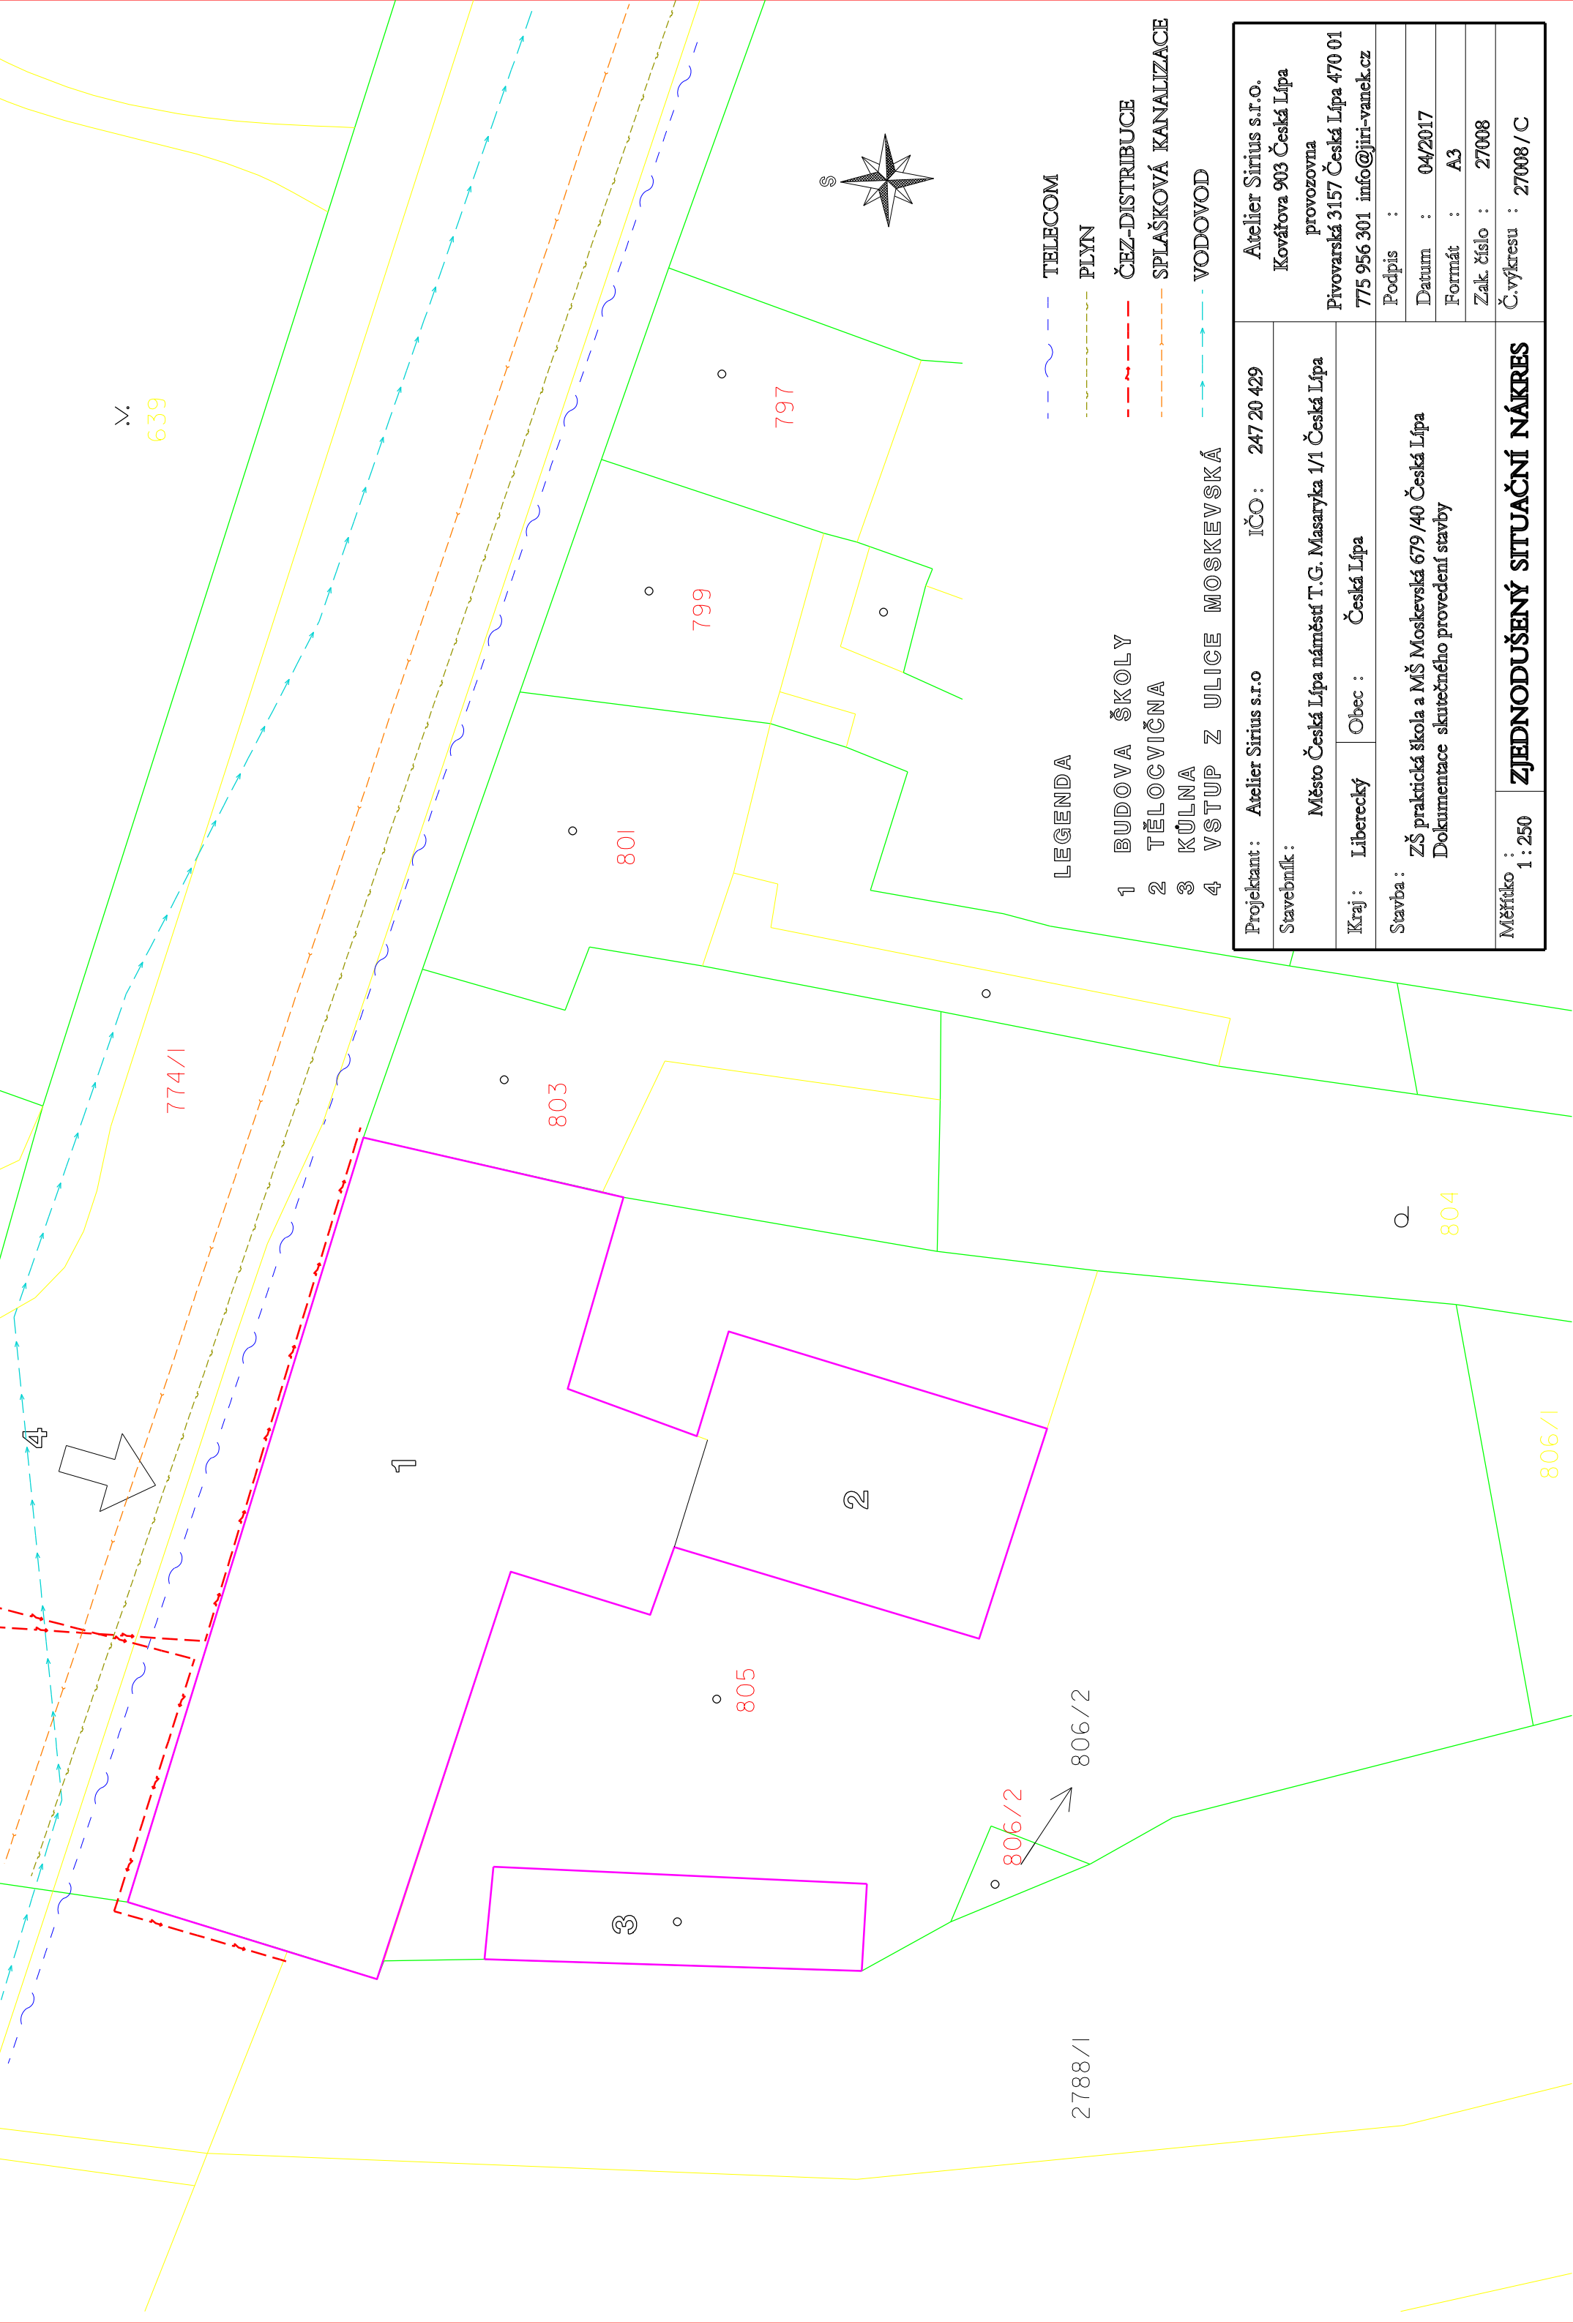 4
1
2
3
639
774/1
797
799
801
803
805
804
806/1
806/2
806/2
2788/1
S
TELECOM
PLYN
ČEZ-DISTRIBUCE
SPLAŠKOVÁ KANALIZACE
VODOVOD
LEGENDA
1 BUDOVA ŠKOLY
2 TĚLOCVIČNA
3 KŮLNA
4 VSTUP Z ULICE MOSKEVSKÁ
Projektant : Atelier Sirius s.r.o IČO : 247 20 429
Stavebník :
Město Česká Lípa náměstí T.G. Masaryka 1/1 Česká Lípa
Kraj : Liberecký Obec : Česká Lípa
Stavba :
ZŠ praktická škola a MŠ Moskevská 679 /40 Česká Lípa
Dokumentace skutečného provedení stavby
Měřítko :
1 : 250
ZJEDNODUŠENÝ SITUAČNÍ NÁKRES
Atelier Sirius s.r.o.
Kovářova 903 Česká Lípa
provozovna
Pivovarská 3157 Česká Lípa 470 01
775 956 301 info@jiri-vanek.cz
Podpis :
Datum : 04/2017
Formát : A3
Zak. číslo : 27008
Č.výkresu : 27008 / C